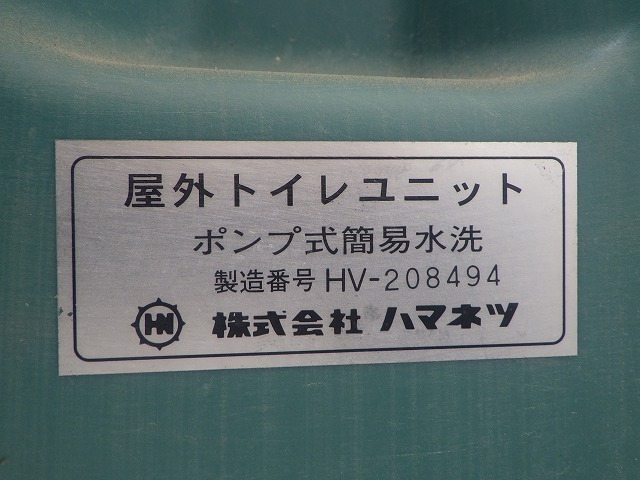 屋外トイレユニット
ポンプ式簡易水洗
製造番号 HV-208494
HN 株式会社 ハマネツ